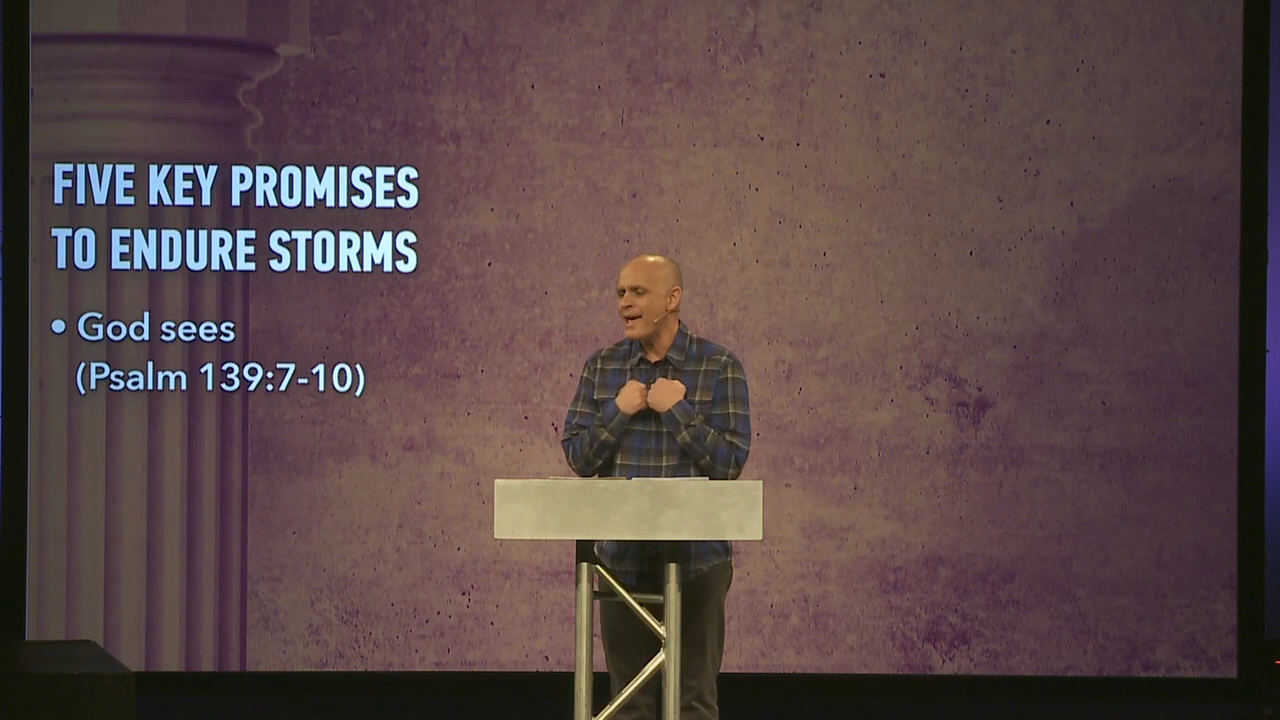 FIVE KEY PROMISES
TO ENDURE STORMS
• God sees
(Psalm 139:7-10)